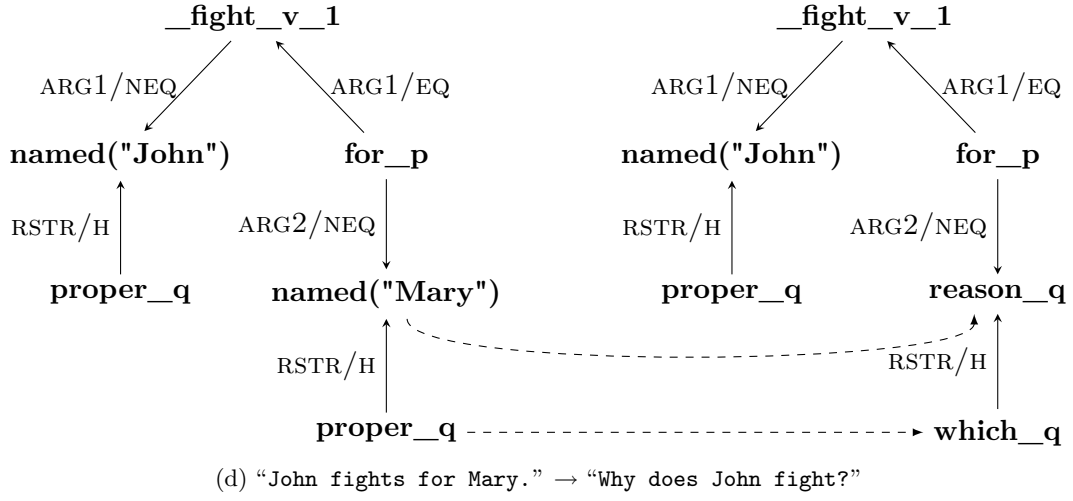 _fight_v_1 _fight_v_1
ARG1/NEQ ARG1/EQ ARG1/NEQ ARG1/EQ
named("John") for_p named("John") for_p
RSTR/H ARG2/NEQ RSTR/H ARG2/NEQ
proper_q named("Mary") proper_q reason_q
RSTR/H RSTR/H
proper_q which_q
(d) “John fights for Mary.” → “Why does John fight?”